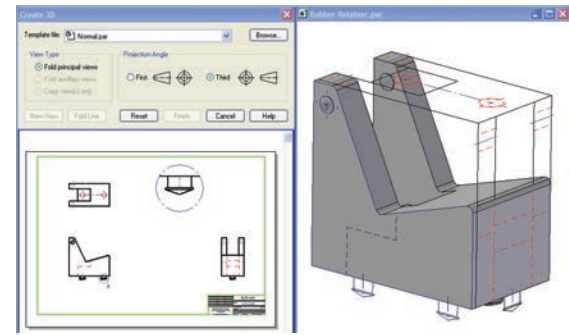 Create 3D
Template file: Normal.par Browse...
View Type
Fold principal views
Fold auxiliary views
Copy view(s) only
Projection Angle
First Third
New View Fold Line Reset Finish Cancel Help
Rubber Retainer.par